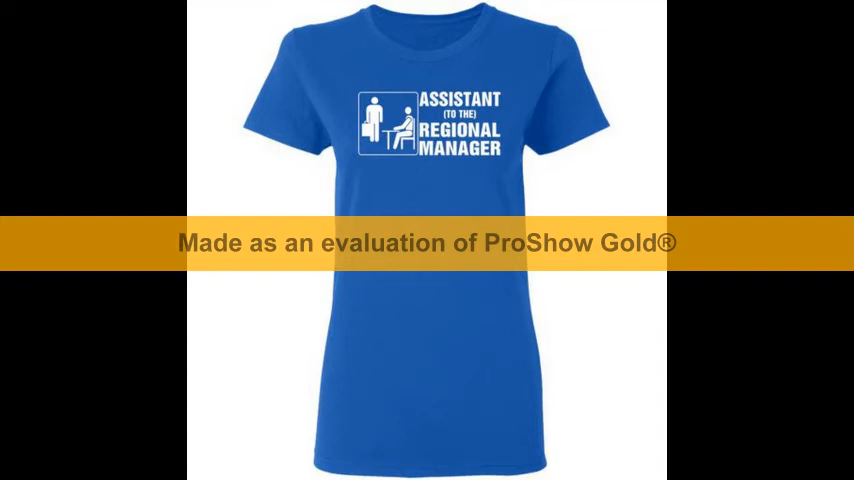 ASSISTANT
(TO THE)
REGIONAL
MANAGER
Made as an evaluation of ProShow Gold®